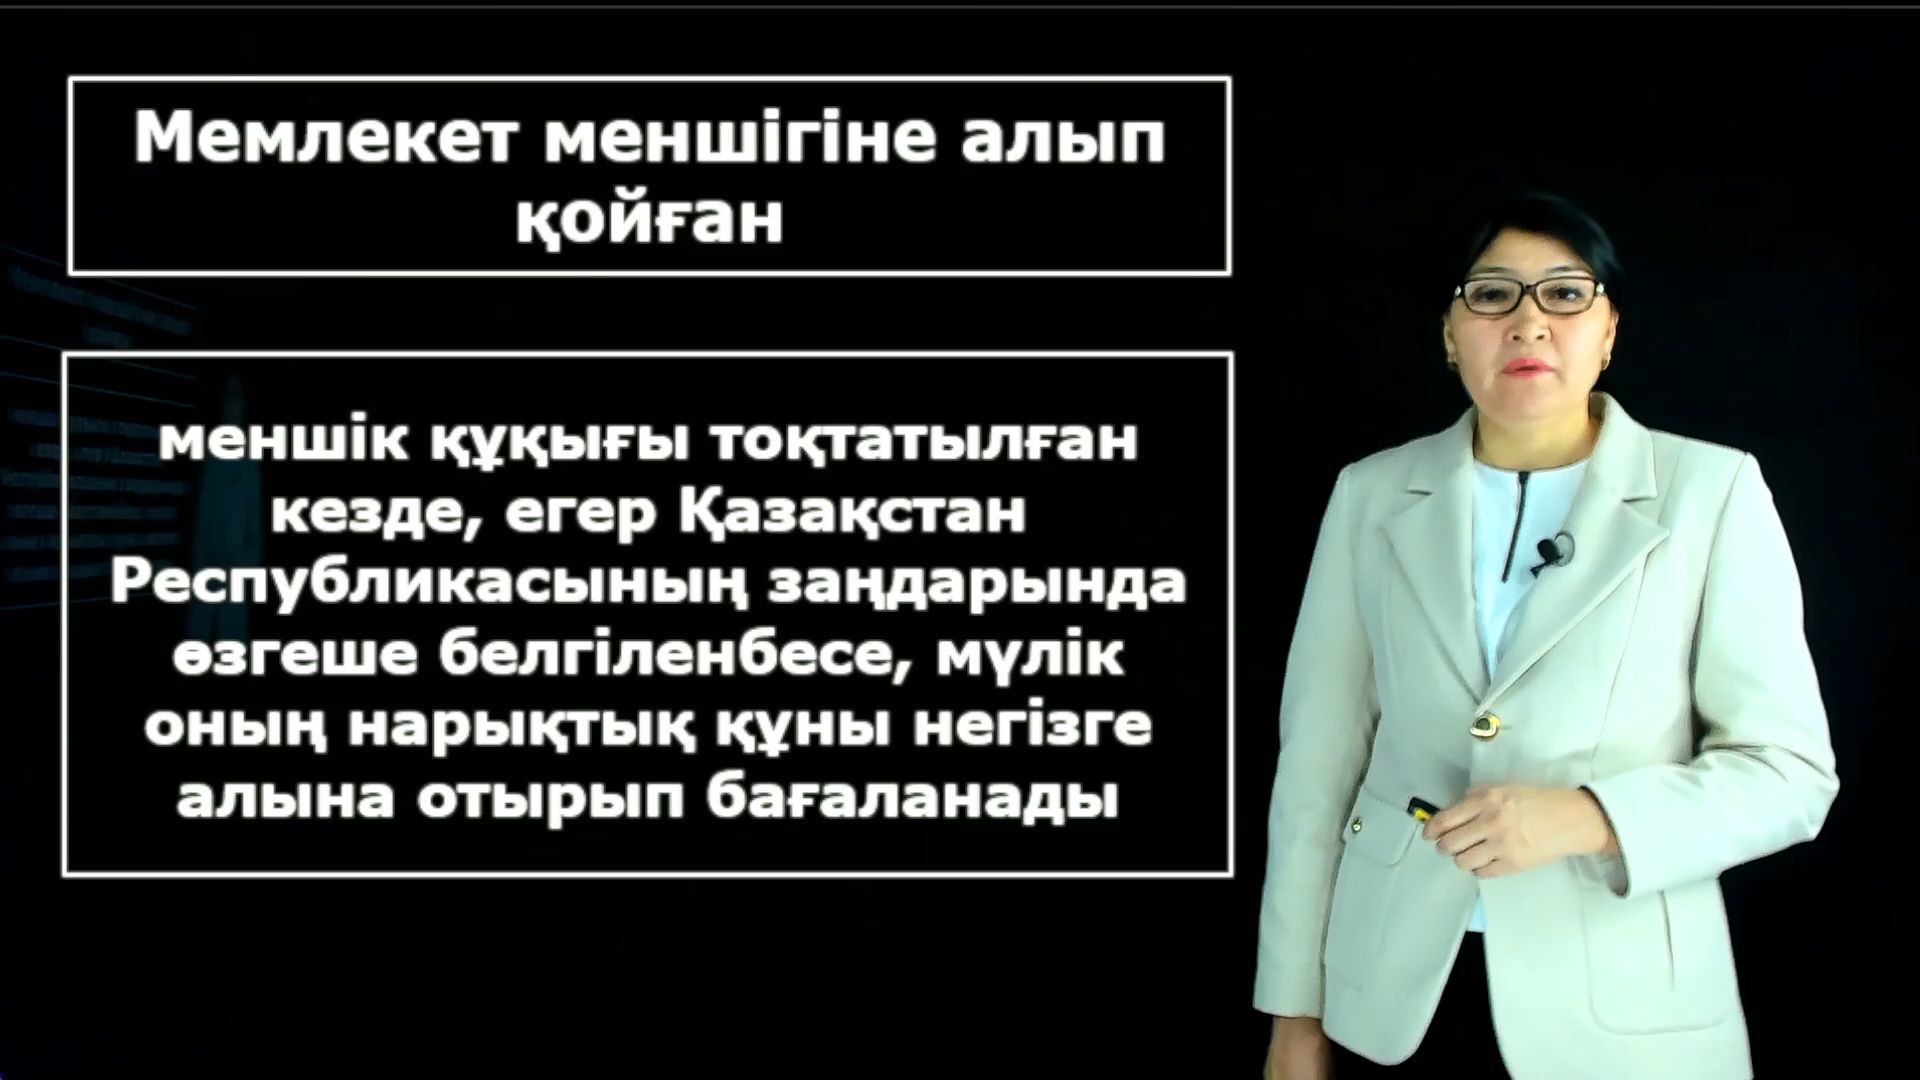 Мемлекет меншігіне алып
қойған
меншік құқығы тоқтатылған
кезде, егер Қазақстан
Республикасының заңдарында
өзгеше белгіленбесе, мүлік
оның нарықтық құны негізге
алына отырып бағаланады